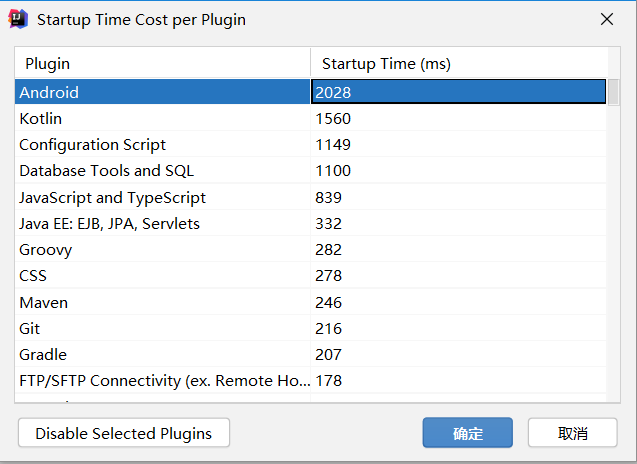 Startup Time Cost per Plugin
Plugin Startup Time (ms)
Android 2028
Kotlin 1560
Configuration Script 1149
Database Tools and SQL 1100
JavaScript and TypeScript 839
Java EE: EJB, JPA, Servlets 332
Groovy 282
CSS 278
Maven 246
Git 216
Gradle 207
FTP/SFTP Connectivity (ex. Remote Ho... 178
Disable Selected Plugins 确定 取消